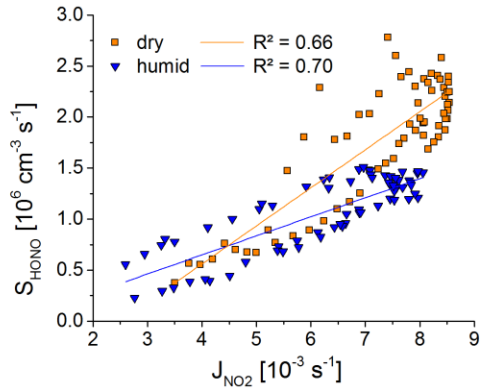 3.0
2.5
2.0
1.5
1.0
0.5
0.0
S_HONO [10^6 cm^-3 s^-1]
dry R² = 0.66
humid R² = 0.70
2 3 4 5 6 7 8 9
J_NO2 [10^-3 s^-1]